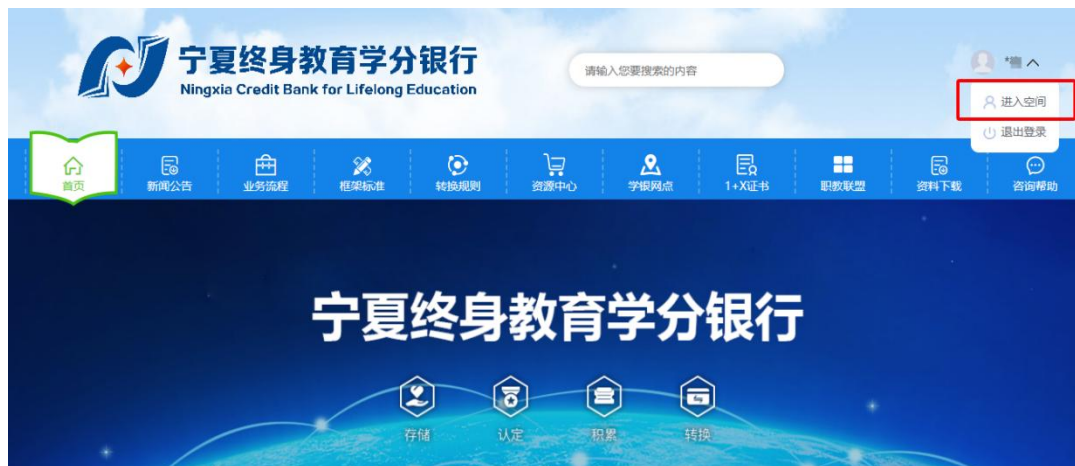 宁夏终身教育学分银行
Ningxia Credit Bank for Lifelong Education
请输入您要搜索的内容
进入空间
退出登录
首页
新闻公告
业务流程
框架标准
转换规则
资源中心
学银网点
1+X证书
职教联盟
资料下载
咨询帮助
宁夏终身教育学分银行
存储
认定
积累
转换